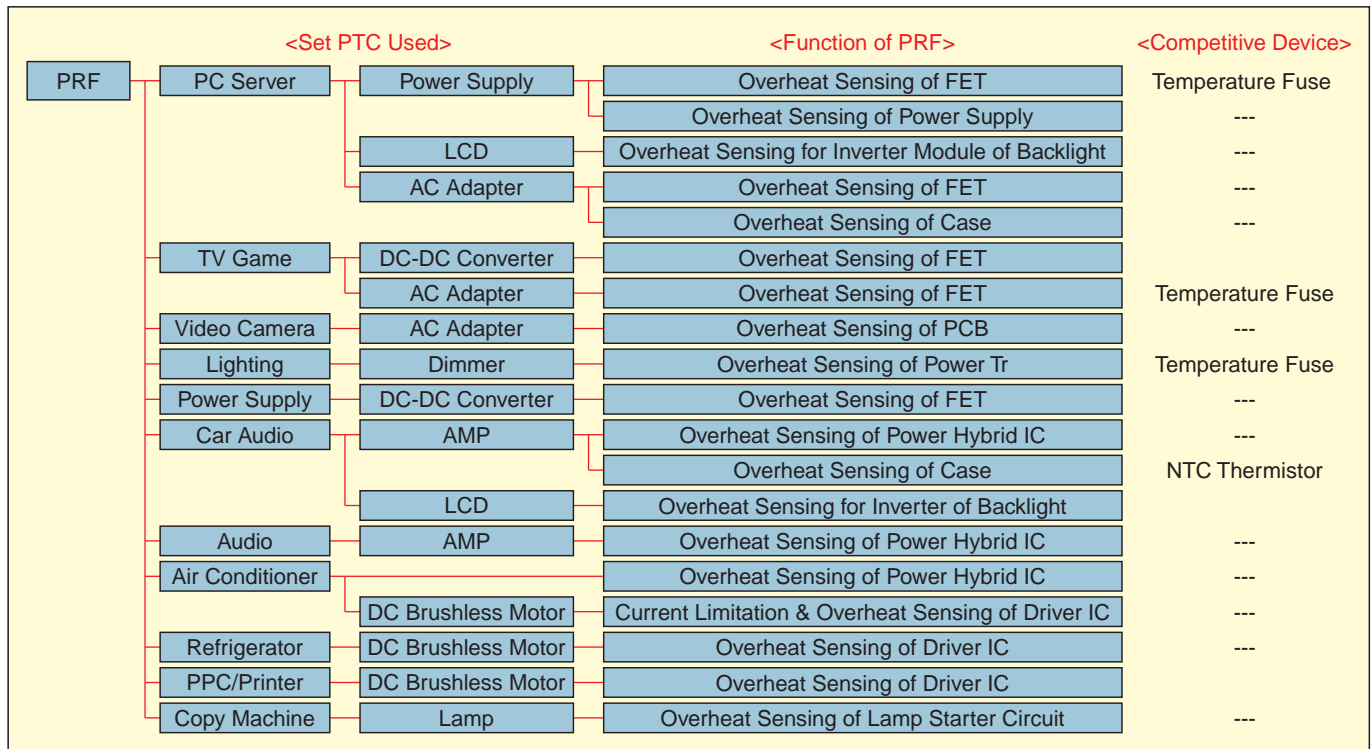 <Set PTC Used> <Function of PRF> <Competitive Device>
PRF PC Server Power Supply Overheat Sensing of FET Temperature Fuse
Overheat Sensing of Power Supply ---
LCD Overheat Sensing for Inverter Module of Backlight ---
AC Adapter Overheat Sensing of FET ---
Overheat Sensing of Case ---
TV Game DC-DC Converter Overheat Sensing of FET
AC Adapter Overheat Sensing of FET Temperature Fuse
Video Camera AC Adapter Overheat Sensing of PCB ---
Lighting Dimmer Overheat Sensing of Power Tr Temperature Fuse
Power Supply DC-DC Converter Overheat Sensing of FET ---
Car Audio AMP Overheat Sensing of Power Hybrid IC ---
Overheat Sensing of Case NTC Thermistor
LCD Overheat Sensing for Inverter of Backlight
Audio AMP Overheat Sensing of Power Hybrid IC ---
Air Conditioner Overheat Sensing of Power Hybrid IC ---
DC Brushless Motor Current Limitation & Overheat Sensing of Driver IC ---
Refrigerator DC Brushless Motor Overheat Sensing of Driver IC ---
PPC/Printer DC Brushless Motor Overheat Sensing of Driver IC
Copy Machine Lamp Overheat Sensing of Lamp Starter Circuit ---